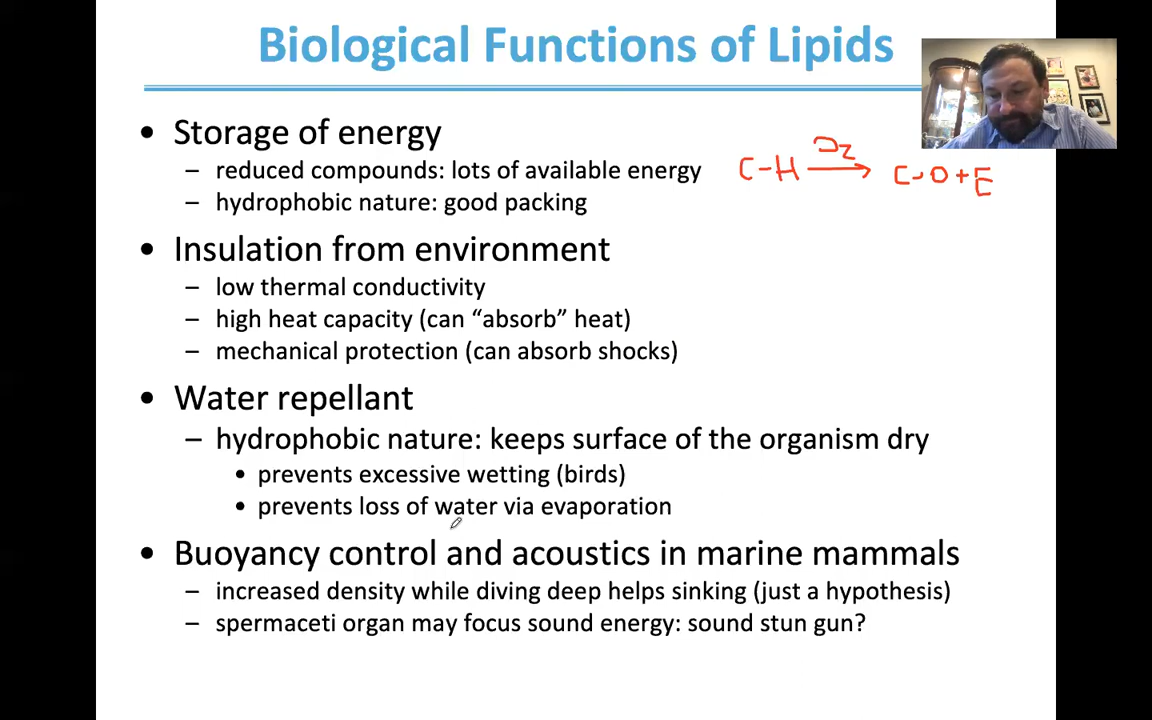 Biological Functions of Lipids
• Storage of energy
– reduced compounds: lots of available energy
C-H O2 → C-O + E
– hydrophobic nature: good packing
• Insulation from environment
– low thermal conductivity
– high heat capacity (can “absorb” heat)
– mechanical protection (can absorb shocks)
• Water repellant
– hydrophobic nature: keeps surface of the organism dry
• prevents excessive wetting (birds)
• prevents loss of water via evaporation
• Buoyancy control and acoustics in marine mammals
– increased density while diving deep helps sinking (just a hypothesis)
– spermaceti organ may focus sound energy: sound stun gun?